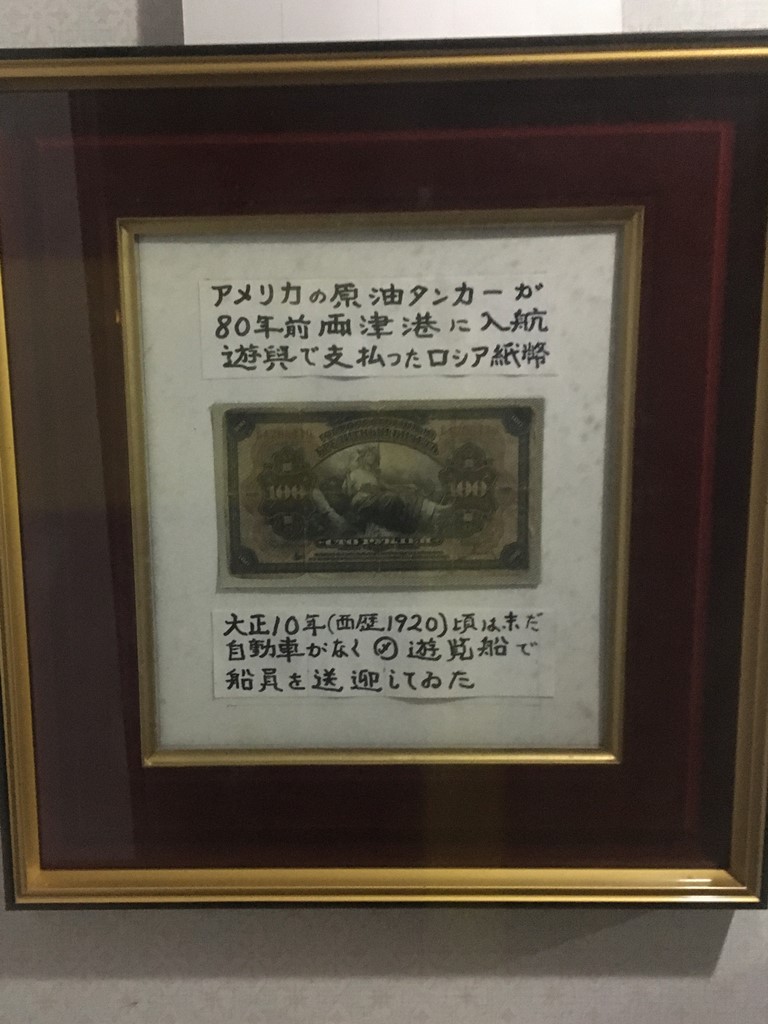 アメリカの原油タンカーが
80年前両津港に入航
遊興で支払ったロシア紙幣
100 100
大正10年(西歴1920)頃は未だ
自動車がなく 遊覧船で
船員を送迎してゐた